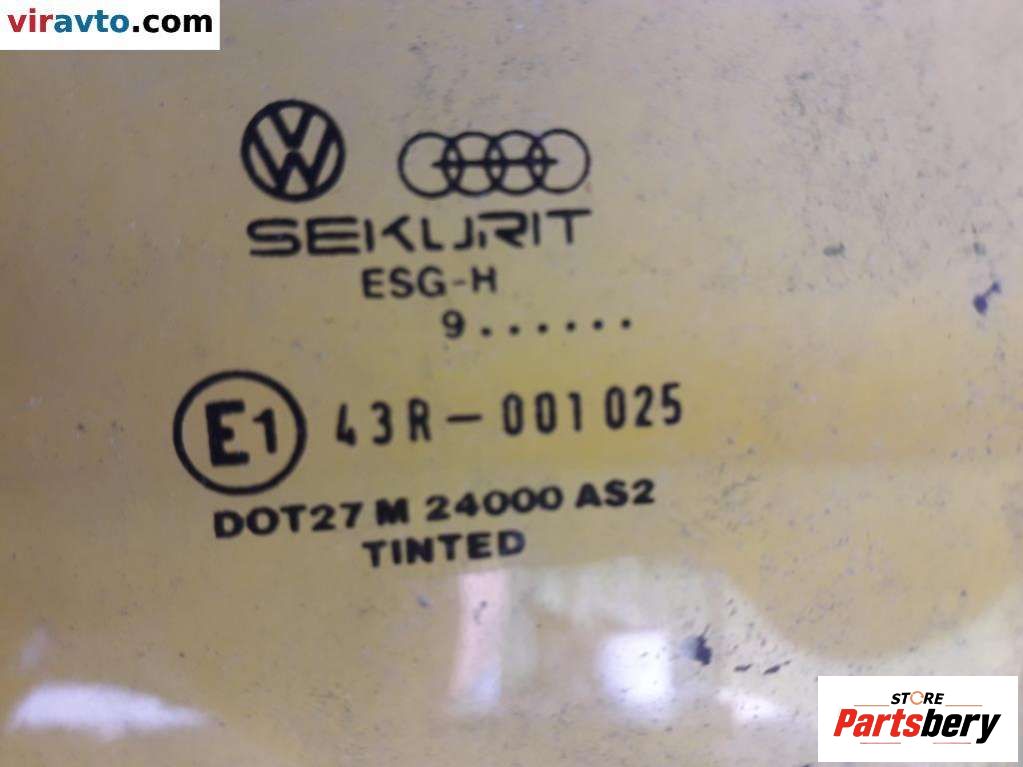 viravto.com
SEKURIT
ESG-H
9......
E1 43R-001025
DOT27 M 24000 AS2
TINTED
STORE
Partsbery